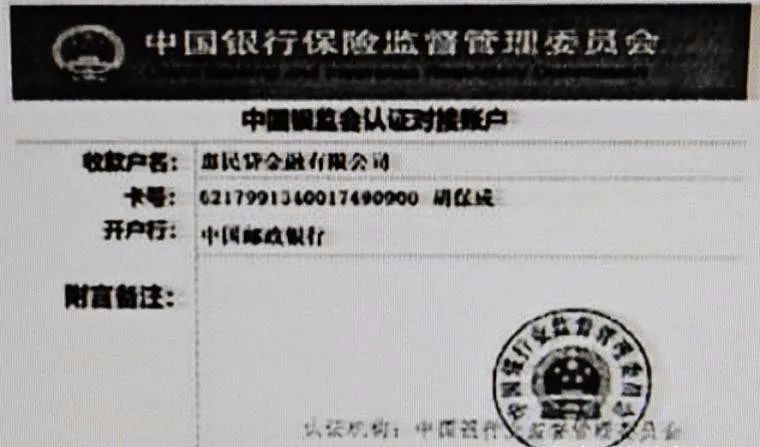 中国银行保险监督管理委员会
中国银监会认证对接账户
收款户名： 惠民贷金融有限公司
卡号： 6217991340017490900 胡保成
开户行： 中国邮政银行
附言备注：
中国银行业监督管理委员会
认证机构：中国银行业监督管理委员会